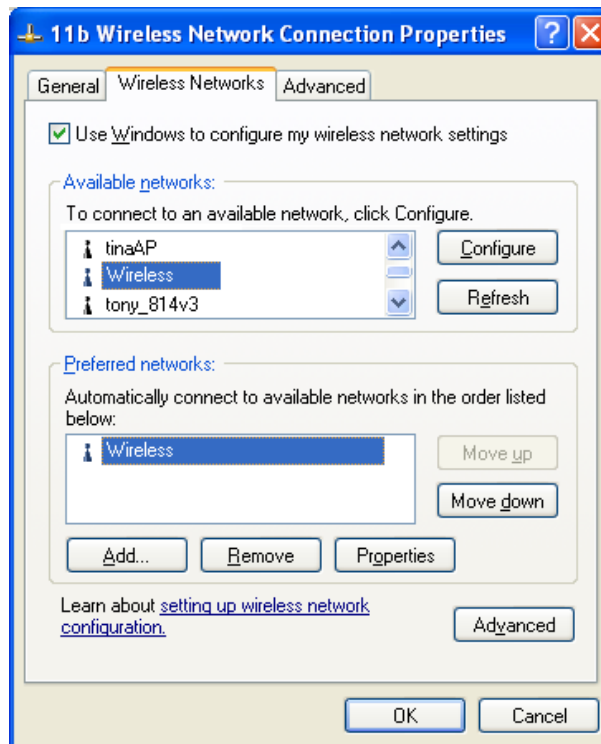 11b Wireless Network Connection Properties
General Wireless Networks Advanced
Use Windows to configure my wireless network settings
Available networks:
To connect to an available network, click Configure.
tinaAP
Wireless
tony_814v3
Configure
Refresh
Preferred networks:
Automatically connect to available networks in the order listed
below:
Wireless
Move up
Move down
Add... Remove Properties
Learn about setting up wireless network
configuration.
Advanced
OK Cancel